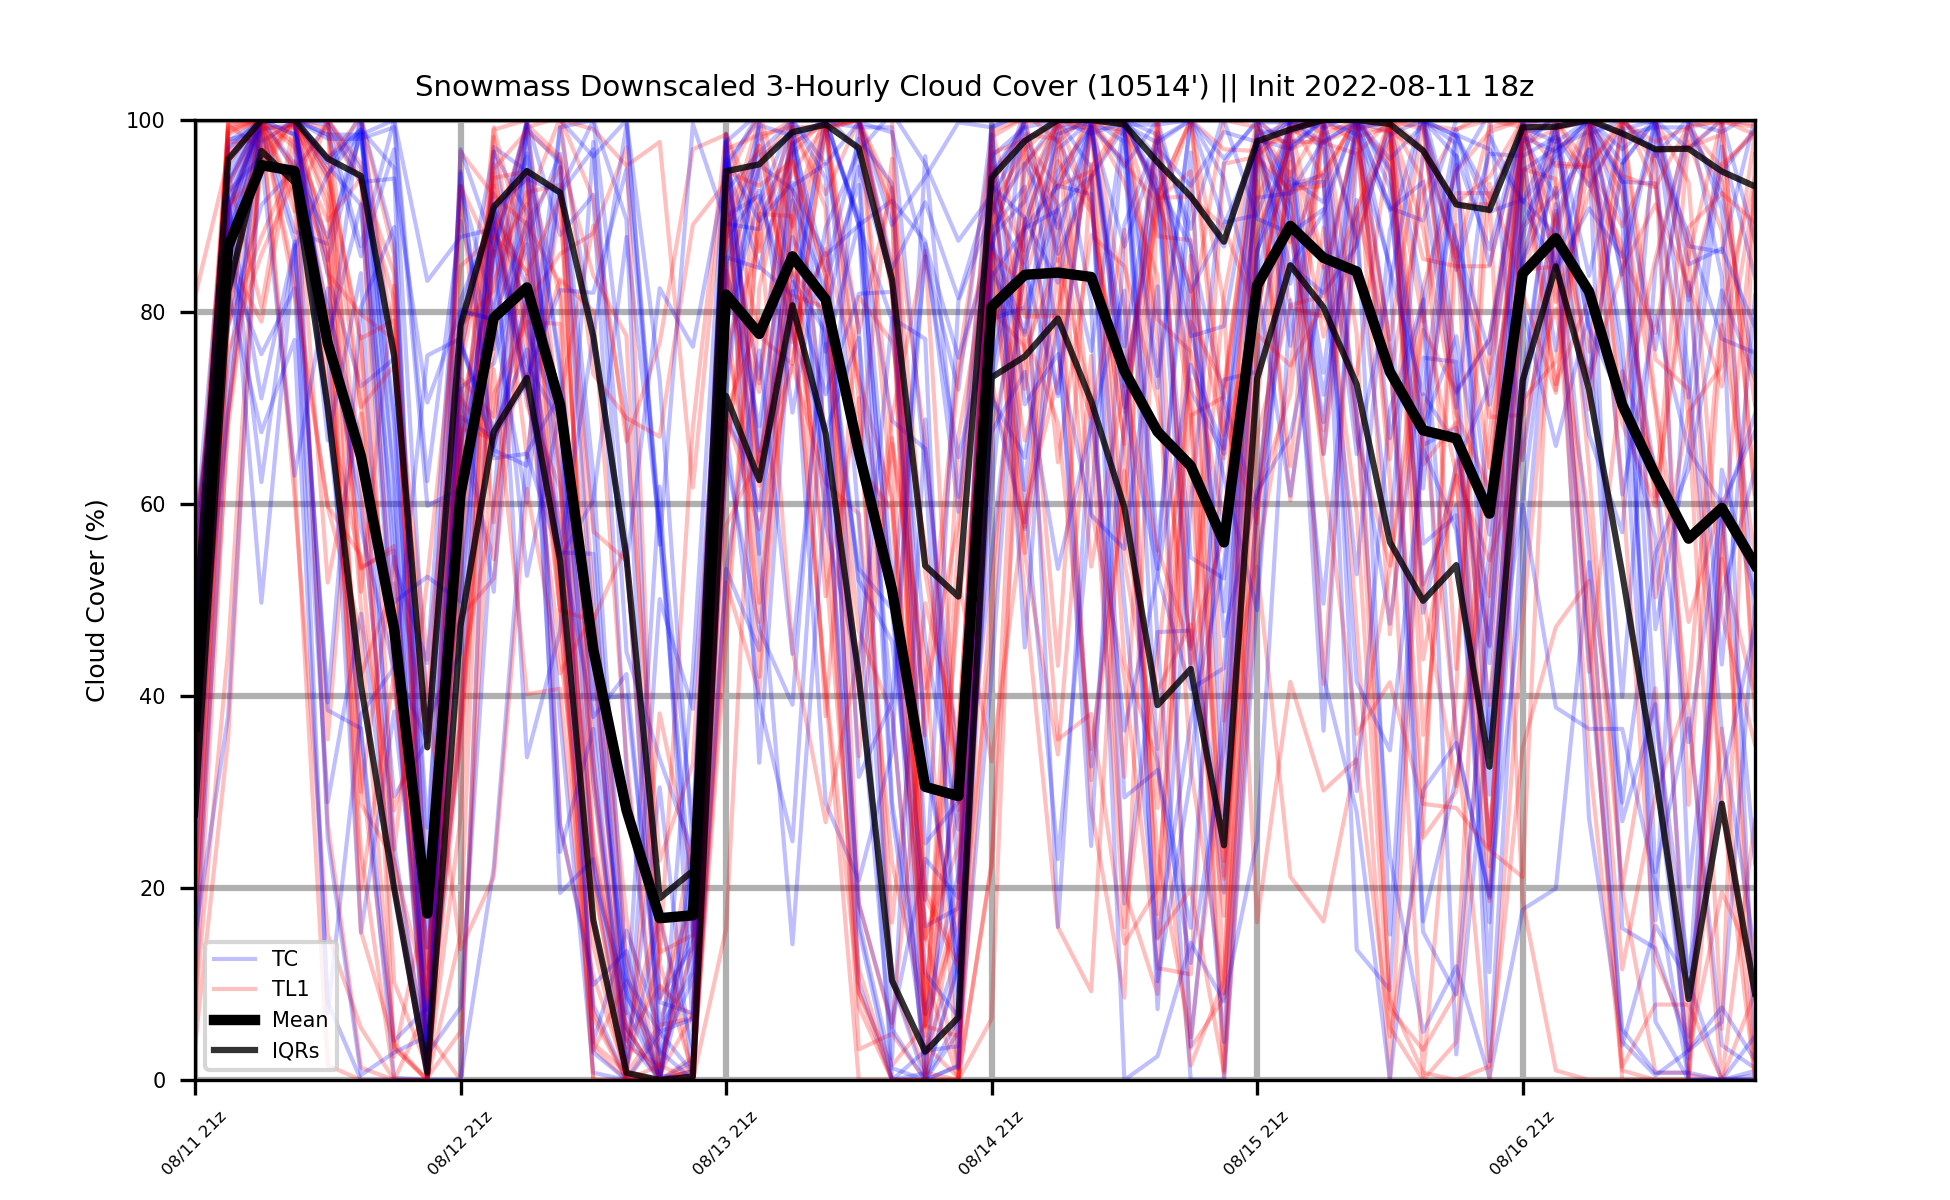 Snowmass Downscaled 3-Hourly Cloud Cover (10514') || Init 2022-08-11 18z
Cloud Cover (%)
100
80
60
40
20
0
TC
TL1
Mean
IQRs
08/11 21z
08/12 21z
08/13 21z
08/14 21z
08/15 21z
08/16 21z